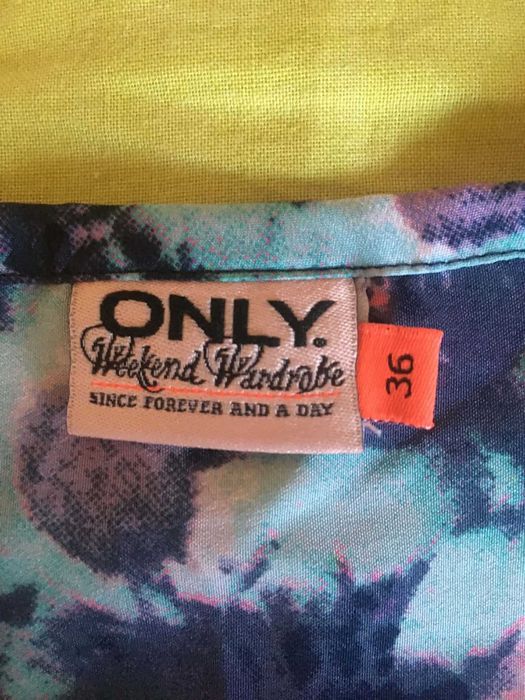 ONLY.
Weekend Wardrobe
SINCE FOREVER AND A DAY
36